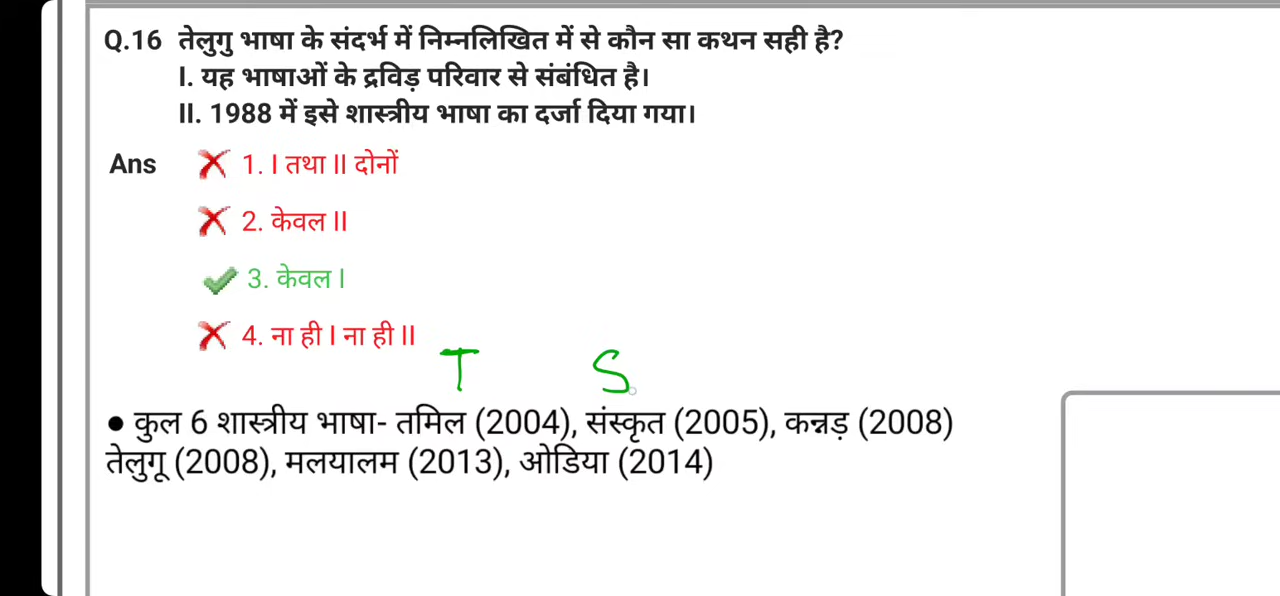 Q.16 तेलुगु भाषा के संदर्भ में निम्नलिखित में से कौन सा कथन सही है?
I. यह भाषाओं के द्रविड़ परिवार से संबंधित है।
II. 1988 में इसे शास्त्रीय भाषा का दर्जा दिया गया।
Ans 1. I तथा II दोनों
2. केवल II
3. केवल I
4. ना ही I ना ही II
T S
● कुल 6 शास्त्रीय भाषा- तमिल (2004), संस्कृत (2005), कन्नड़ (2008)
तेलुगू (2008), मलयालम (2013), ओडिया (2014)